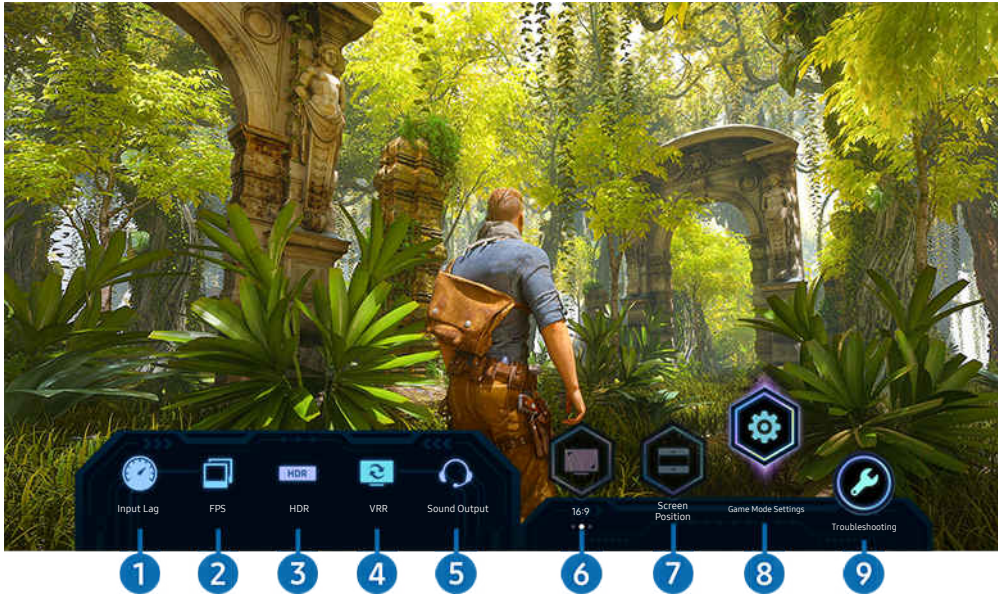 HDR
Input Lag
FPS
HDR
VRR
Sound Output
16:9
Screen
Position
Game Mode Settings
Troubleshooting
1
2
3
4
5
6
7
8
9